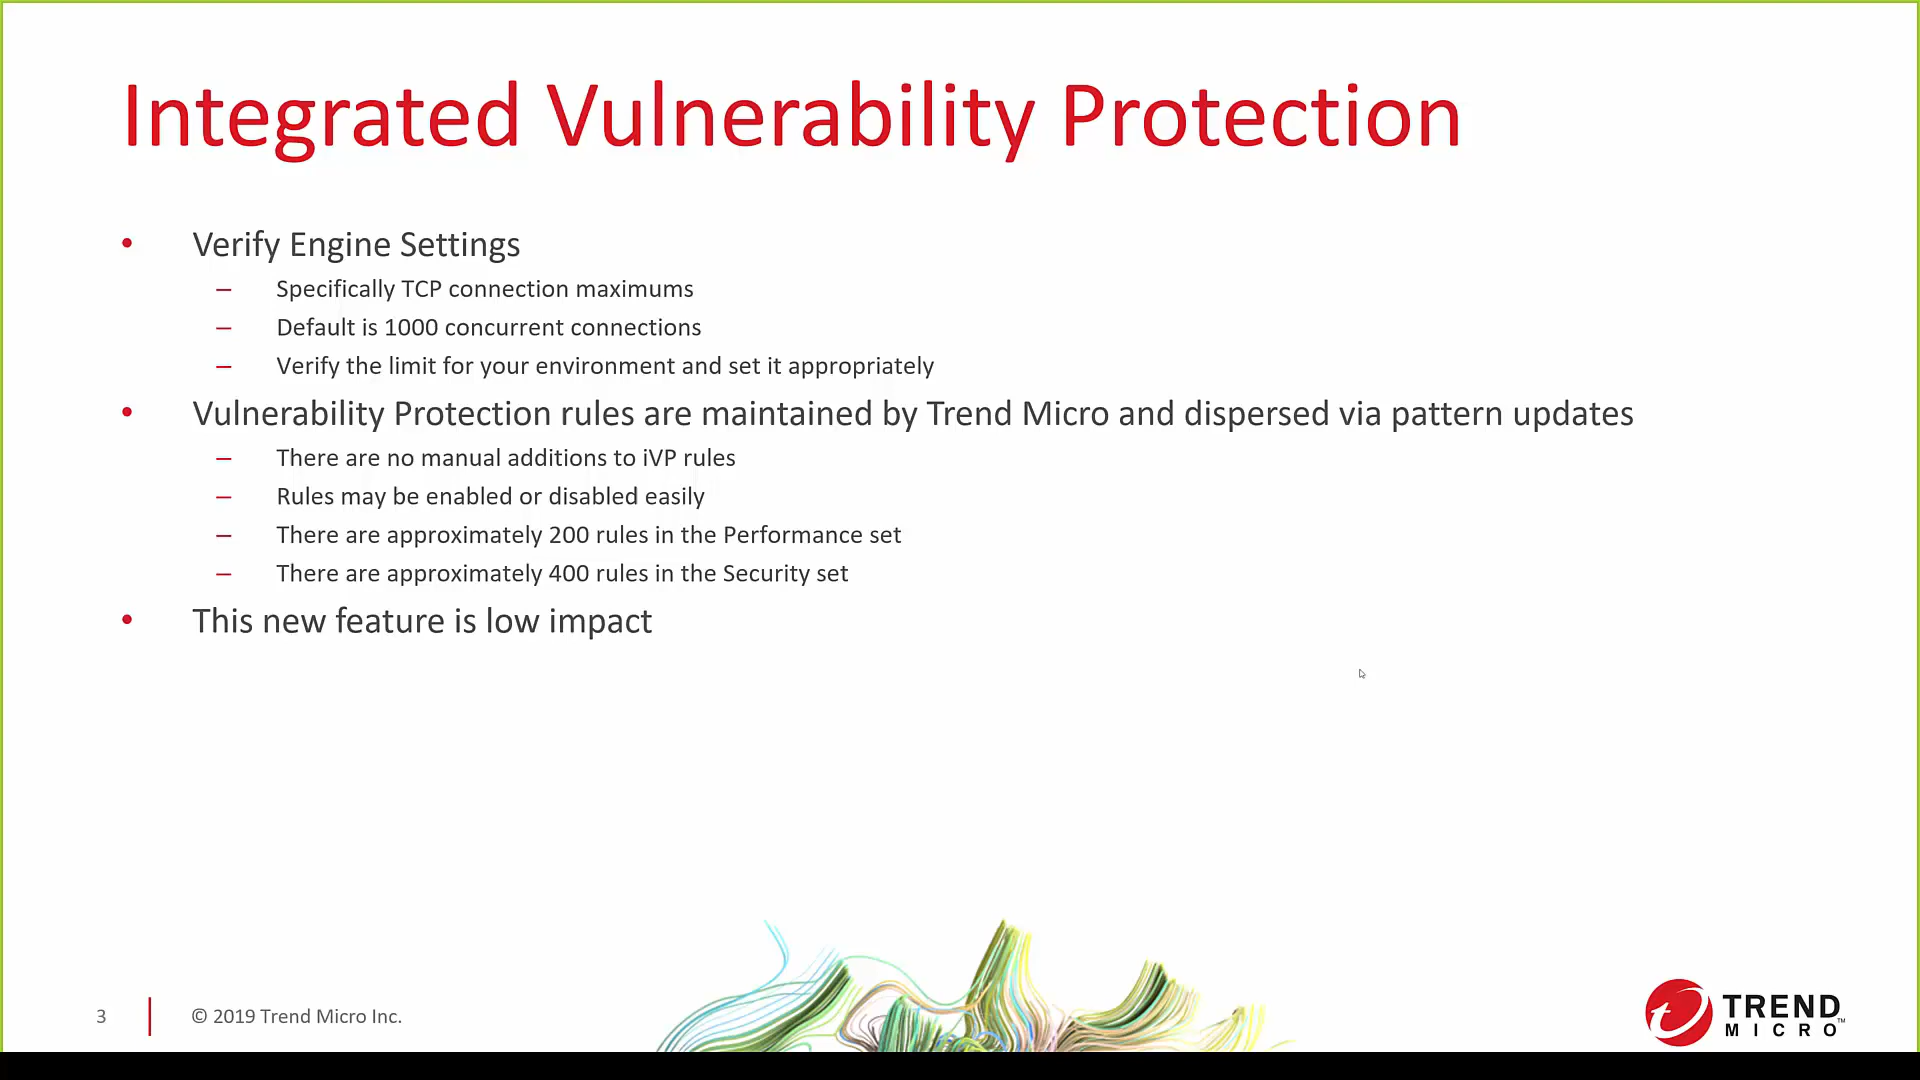 Integrated Vulnerability Protection
• Verify Engine Settings
– Specifically TCP connection maximums
– Default is 1000 concurrent connections
– Verify the limit for your environment and set it appropriately
• Vulnerability Protection rules are maintained by Trend Micro and dispersed via pattern updates
– There are no manual additions to iVP rules
– Rules may be enabled or disabled easily
– There are approximately 200 rules in the Performance set
– There are approximately 400 rules in the Security set
• This new feature is low impact
3
© 2019 Trend Micro Inc.
TREND
MICRO™